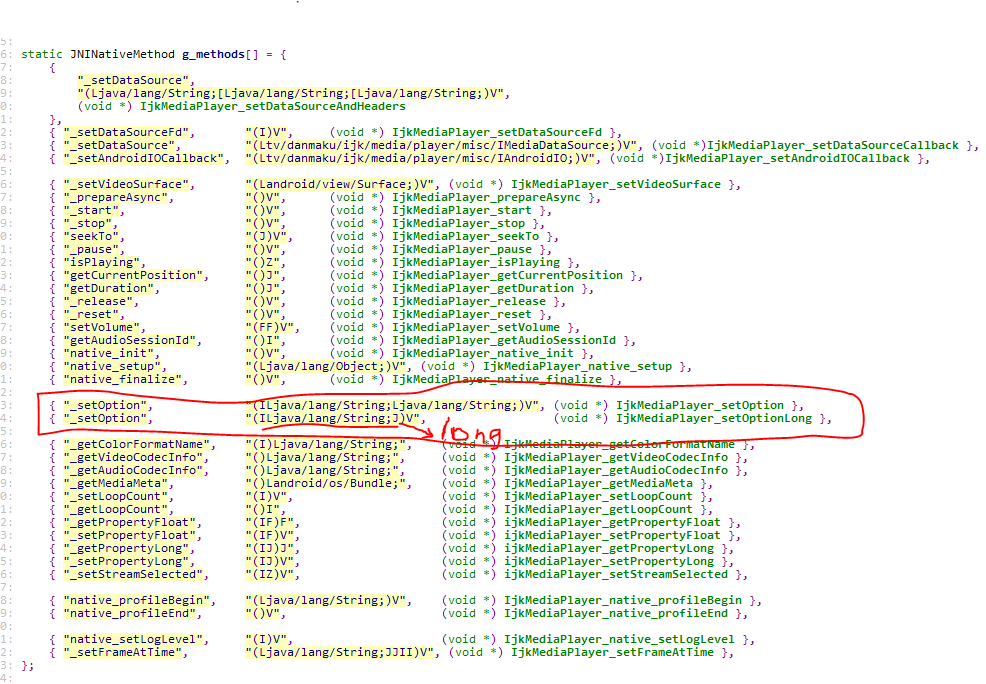 5:
6: static JNINativeMethod g_methods[] = {
7:     {
8:         "_setDataSource",
9:         "(Ljava/lang/String;[Ljava/lang/String;[Ljava/lang/String;)V",
0:         (void *) IjkMediaPlayer_setDataSourceAndHeaders
1:     },
2:     { "_setDataSourceFd",       "(I)V",     (void *) IjkMediaPlayer_setDataSourceFd },
3:     { "_setDataSource",         "(Ltv/danmaku/ijk/media/player/misc/IMediaDataSource;)V", (void *)IjkMediaPlayer_setDataSourceCallback },
4:     { "_setAndroidIOCallback",  "(Ltv/danmaku/ijk/media/player/misc/IAndroidIO;)V", (void *)IjkMediaPlayer_setAndroidIOCallback },
5:
6:     { "_setVideoSurface",       "(Landroid/view/Surface;)V", (void *) IjkMediaPlayer_setVideoSurface },
7:     { "_prepareAsync",          "()V",      (void *) IjkMediaPlayer_prepareAsync },
8:     { "_start",                 "()V",      (void *) IjkMediaPlayer_start },
9:     { "_stop",                  "()V",      (void *) IjkMediaPlayer_stop },
0:     { "seekTo",                 "(J)V",     (void *) IjkMediaPlayer_seekTo },
1:     { "_pause",                 "()V",      (void *) IjkMediaPlayer_pause },
2:     { "isPlaying",              "()Z",      (void *) IjkMediaPlayer_isPlaying },
3:     { "getCurrentPosition",     "()J",      (void *) IjkMediaPlayer_getCurrentPosition },
4:     { "getDuration",            "()J",      (void *) IjkMediaPlayer_getDuration },
5:     { "_release",               "()V",      (void *) IjkMediaPlayer_release },
6:     { "_reset",                 "()V",      (void *) IjkMediaPlayer_reset },
7:     { "setVolume",              "(FF)V",    (void *) IjkMediaPlayer_setVolume },
8:     { "getAudioSessionId",      "()I",      (void *) IjkMediaPlayer_getAudioSessionId },
9:     { "native_init",            "()V",      (void *) IjkMediaPlayer_native_init },
0:     { "native_setup",           "(Ljava/lang/Object;)V", (void *) IjkMediaPlayer_native_setup },
1:     { "native_finalize",        "()V",      (void *) IjkMediaPlayer_native_finalize },
2:
3:     { "_setOption",             "(ILjava/lang/String;Ljava/lang/String;)V", (void *) IjkMediaPlayer_setOption },
4:     { "_setOption",             "(ILjava/lang/String;J)V",                  (void *) IjkMediaPlayer_setOptionLong },
5:
long
6:     { "_getColorFormatName",    "(I)Ljava/lang/String;",    (void *) IjkMediaPlayer_getColorFormatName },
7:     { "_getVideoCodecInfo",     "()Ljava/lang/String;",     (void *) IjkMediaPlayer_getVideoCodecInfo },
8:     { "_getAudioCodecInfo",     "()Ljava/lang/String;",     (void *) IjkMediaPlayer_getAudioCodecInfo },
9:     { "_getMediaMeta",          "()Landroid/os/Bundle;",    (void *) IjkMediaPlayer_getMediaMeta },
0:     { "_setLoopCount",          "(I)V",                     (void *) IjkMediaPlayer_setLoopCount },
1:     { "_getLoopCount",          "()I",                      (void *) IjkMediaPlayer_getLoopCount },
2:     { "_getPropertyFloat",      "(IF)F",                    (void *) ijkMediaPlayer_getPropertyFloat },
3:     { "_setPropertyFloat",      "(IF)V",                    (void *) ijkMediaPlayer_setPropertyFloat },
4:     { "_getPropertyLong",       "(IJ)J",                    (void *) ijkMediaPlayer_getPropertyLong },
5:     { "_setPropertyLong",       "(IJ)V",                    (void *) ijkMediaPlayer_setPropertyLong },
6:     { "_setStreamSelected",     "(IZ)V",                    (void *) ijkMediaPlayer_setStreamSelected },
7:
8:     { "native_profileBegin",    "(Ljava/lang/String;)V",    (void *) IjkMediaPlayer_native_profileBegin },
9:     { "native_profileEnd",      "()V",                      (void *) IjkMediaPlayer_native_profileEnd },
0:
1:     { "native_setLogLevel",     "(I)V",                     (void *) IjkMediaPlayer_native_setLogLevel },
2:     { "_setFrameAtTime",        "(Ljava/lang/String;JJII)V", (void *) IjkMediaPlayer_setFrameAtTime },
3: };
4: